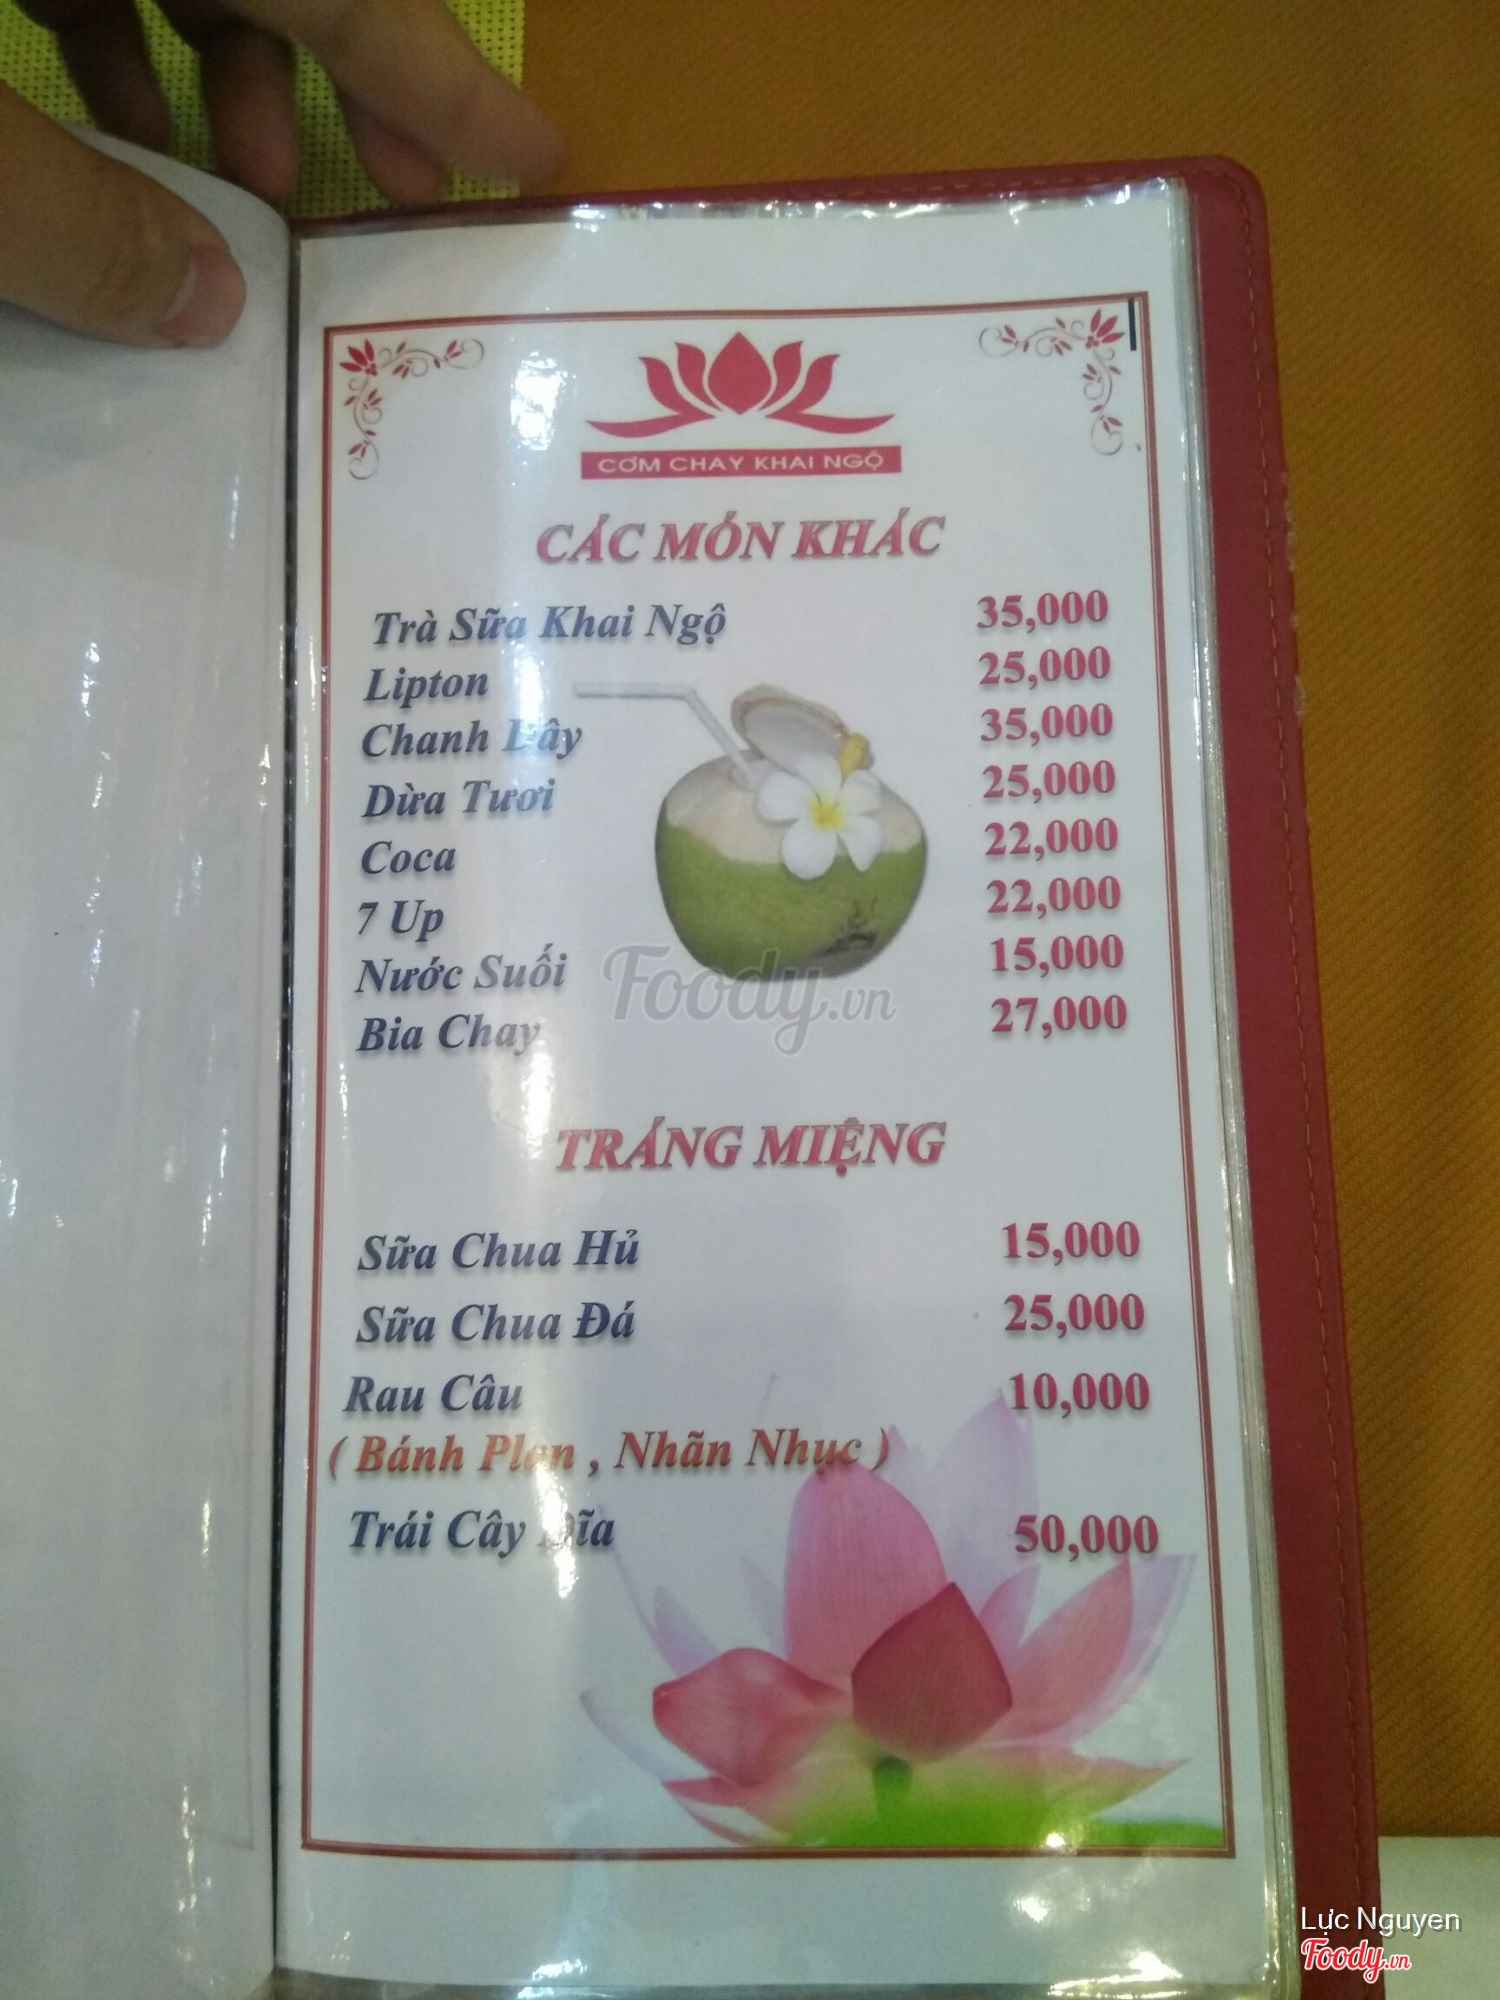 CƠM CHAY KHAI NGỘ
CÁC MÓN KHÁC
Trà Sữa Khai Ngộ 35,000
Lipton 25,000
Chanh Dây 35,000
Dừa Tươi 25,000
Coca 22,000
7 Up 22,000
Nước Suối 15,000
Bia Chay 27,000
Foody.vn
TRÁNG MIỆNG
Sữa Chua Hủ 15,000
Sữa Chua Đá 25,000
Rau Câu 10,000
( Bánh Plan , Nhãn Nhục )
Trái Cây Dĩa 50,000
Lực Nguyen
Foody.vn